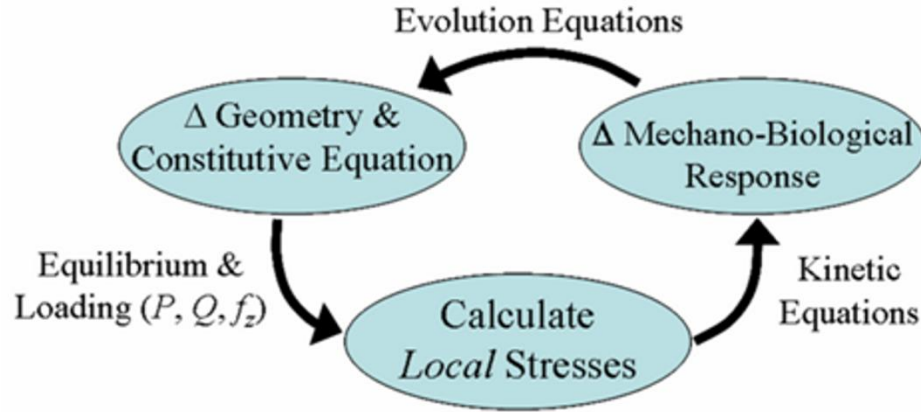 Evolution Equations
Δ Geometry &
Constitutive Equation
Δ Mechano-Biological
Response
Equilibrium &
Loading (P, Q, fz)
Kinetic
Equations
Calculate
Local Stresses